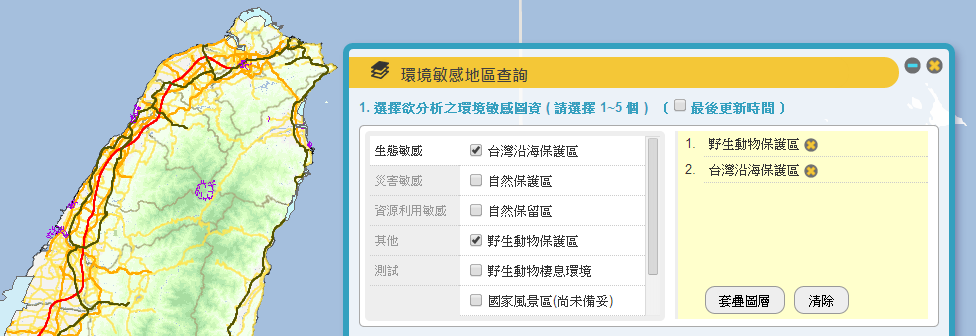 環境敏感地區查詢
1. 選擇欲分析之環境敏感圖資 ( 請選擇 1~5 個 ) ( 最後更新時間 )
生態敏感
災害敏感
資源利用敏感
其他
測試
台灣沿海保護區
自然保護區
自然保留區
野生動物保護區
野生動物棲息環境
國家風景區(尚未備妥)
1. 野生動物保護區
2. 台灣沿海保護區
套疊圖層 清除